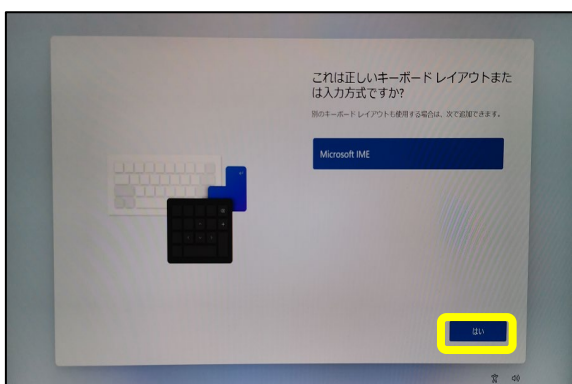 これは正しいキーボード レイアウトまた
は入力方式ですか?
別のキーボード レイアウトも使用する場合は、次で追加できます。
Microsoft IME
はい